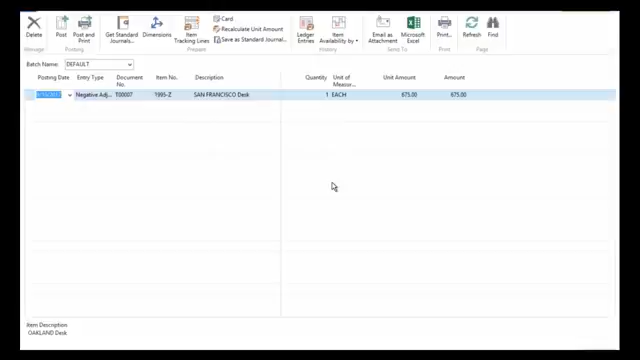 Delete
Post
Post and Print
Get Standard Journals...
Dimensions
Item Tracking Lines
Card
Recalculate Unit Amount
Save as Standard Journal...
Ledger Entries
Item Availability by
Email as Attachment
Microsoft Excel
Print...
Refresh
Find
Manage
Posting
Prepare
History
Send To
Print
Page
Batch Name: DEFAULT
Posting Date Entry Type Document No. Item No. Description Quantity Unit of Measur... Unit Amount Amount
Negative Adj... T00007 1995-Z SAN FRANCISCO Desk 1 EACH 675.00 675.00
Item Description
OAKLAND Desk